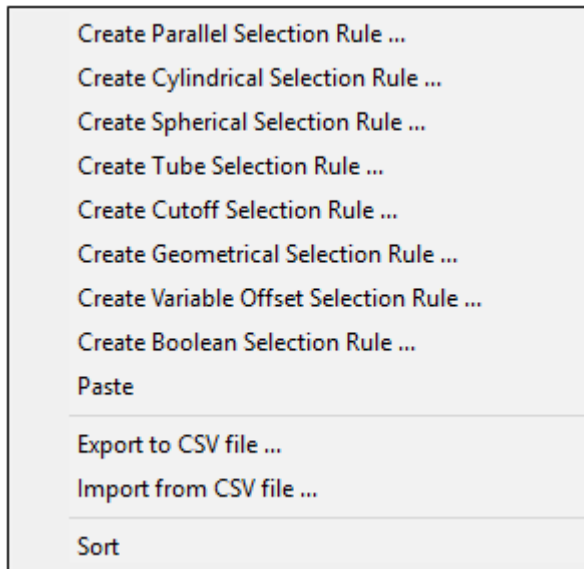 Create Parallel Selection Rule ...
Create Cylindrical Selection Rule ...
Create Spherical Selection Rule ...
Create Tube Selection Rule ...
Create Cutoff Selection Rule ...
Create Geometrical Selection Rule ...
Create Variable Offset Selection Rule ...
Create Boolean Selection Rule ...
Paste
Export to CSV file ...
Import from CSV file ...
Sort